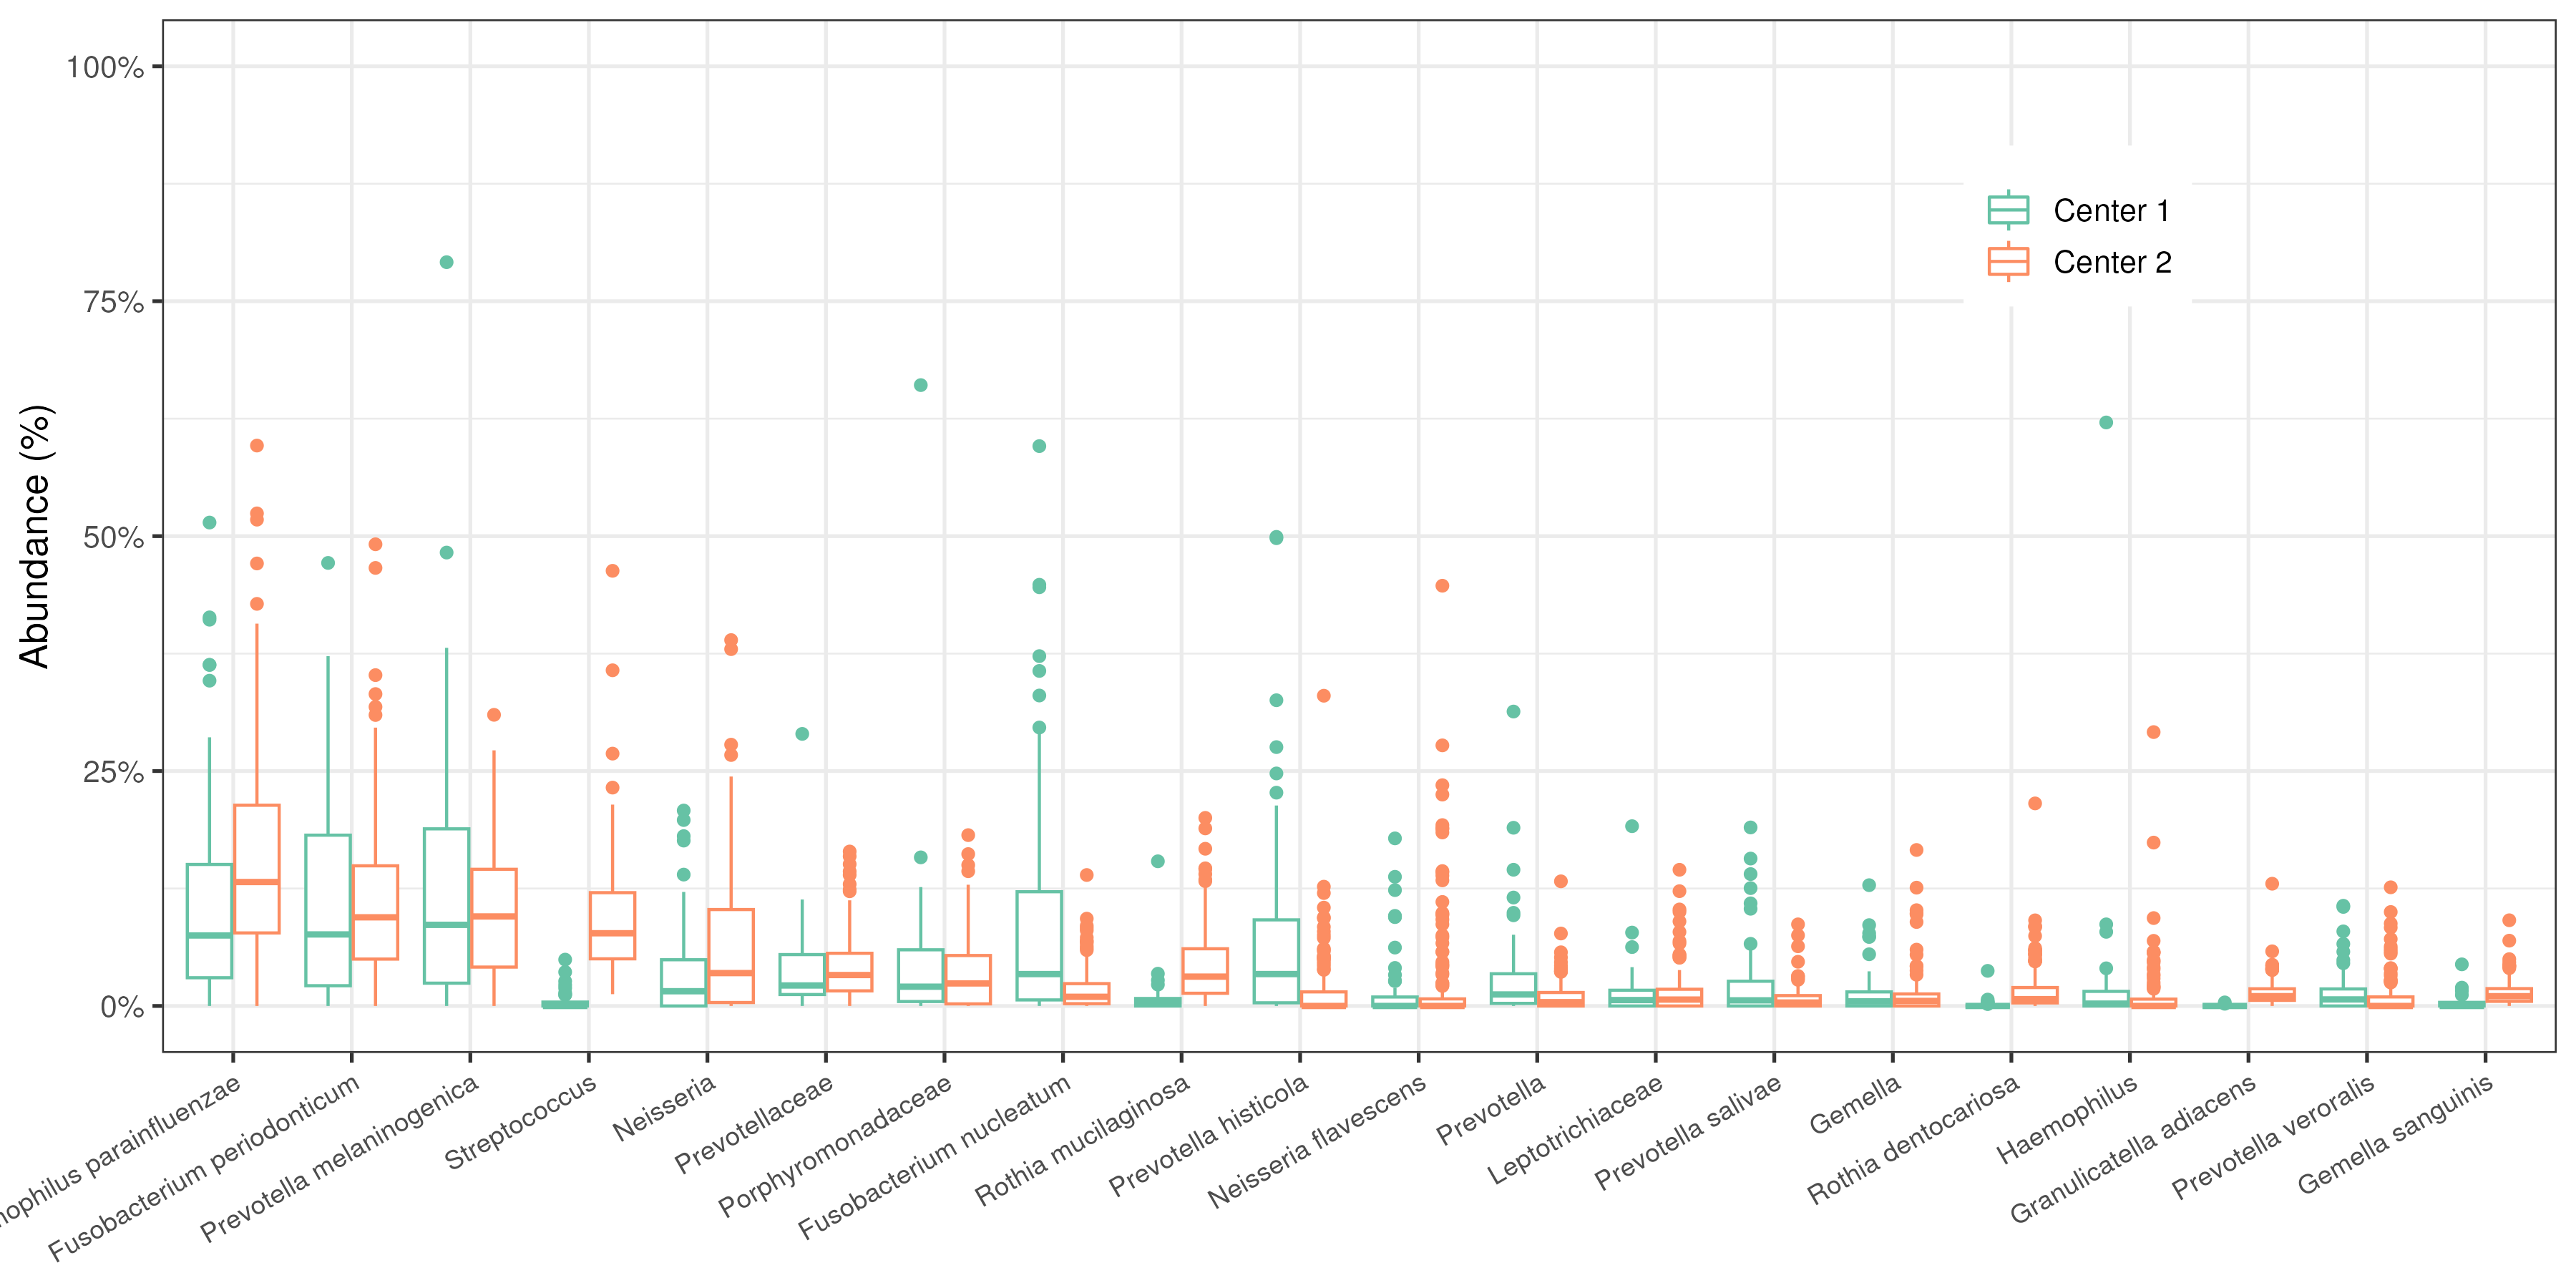 Abundance (%)
100%
75%
50%
25%
0%
Center 1
Center 2
parainfluenzae
Fusobacterium periodonticum
Prevotella melaninogenica
Streptococcus
Neisseria
Prevotellaceae
Porphyromonadaceae
Fusobacterium nucleatum
Rothia mucilaginosa
Prevotella histicola
Neisseria flavescens
Prevotella
Leptotrichiaceae
Prevotella salivae
Gemella
Rothia dentocariosa
Haemophilus
Granulicatella adiacens
Prevotella veroralis
Gemella sanguinis